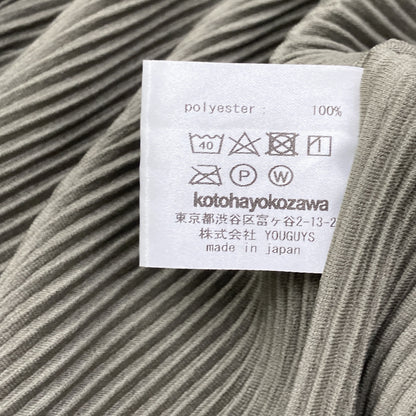 polyester : 100%
40
P W
kotohayokozawa
東京都渋谷区富ヶ谷2-13-2
株式会社 YOUGUYS
made in japan